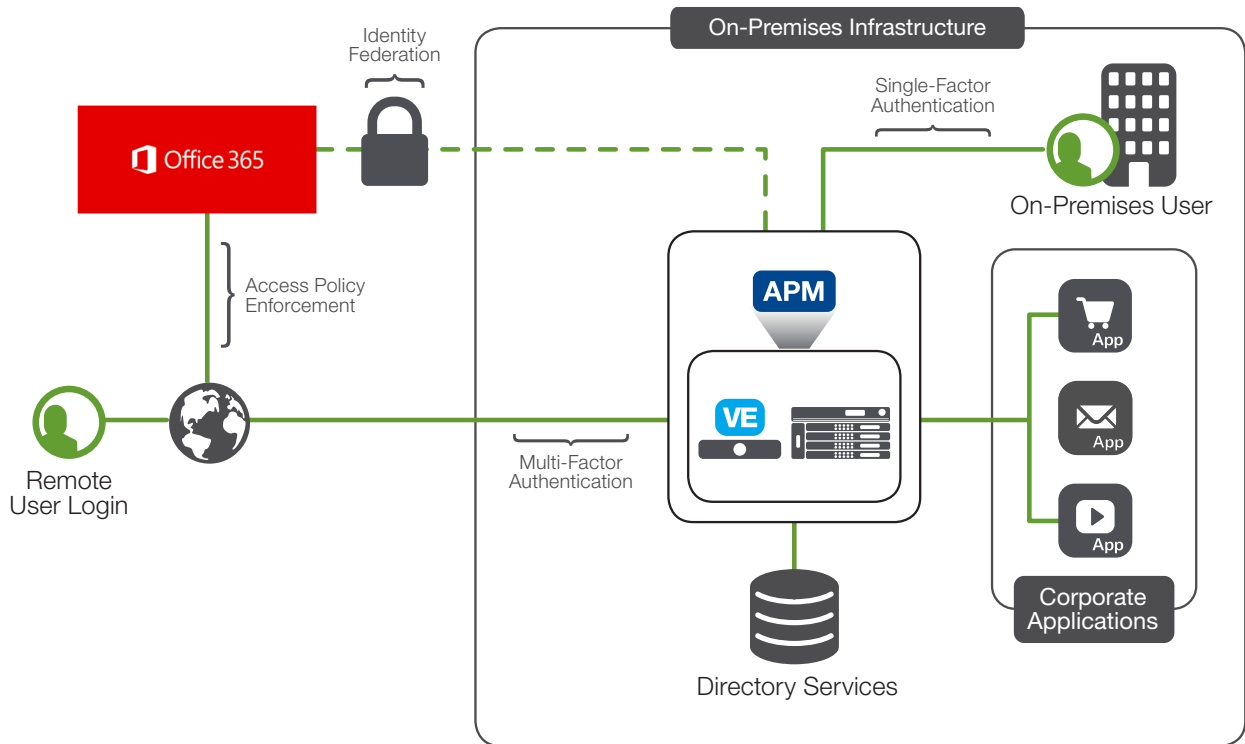 On-Premises Infrastructure
Identity
Federation
Single-Factor
Authentication
Office 365
On-Premises User
Access Policy
Enforcement
APM
App
VE
App
Multi-Factor
Authentication
Remote
User Login
App
Corporate
Applications
Directory Services